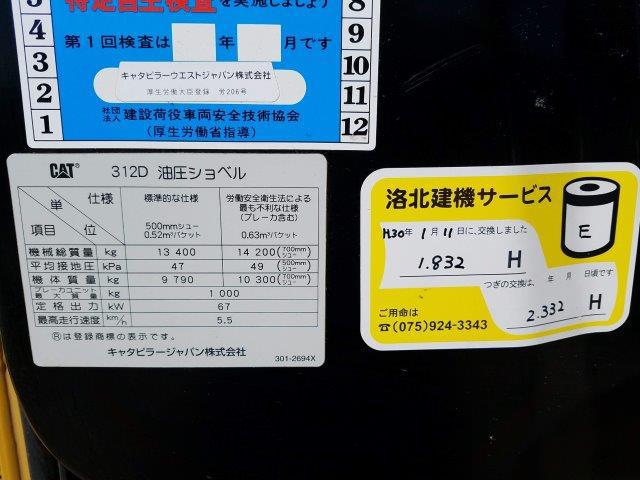 特定自主検査を実施しましょう
第1回検査は 年 月です
キャタピラーウエストジャパン株式会社
厚生労働大臣登録 労206号
社団法人 建設荷役車両安全技術協会
(厚生労働省指導)
4
3
2
1
8
9
10
11
12
CAT 312D 油圧ショベル
仕様 単位 項目
標準的な仕様
500mmシュー
0.52m³バケット
労働安全衛生法による
最も不利な仕様
(ブレーカ含む)
0.63m³バケット
機械総質量 kg 13 400 14 200 (700mmシュー)
平均接地圧 kPa 47 49 (500mmシュー)
機体質量 kg 9 790 10 300 (700mmシュー)
ブレーカユニット最大質量 kg 1 000
定格出力 kW 67
最高走行速度 km/h 5.5
Ⓡは登録商標の表示です。
キャタピラージャパン株式会社
301-2694X
洛北建機サービス
E
H30年 1月 11日に、交換しました
1.832 H
つぎの交換は、 年 月 日頃です
2.332 H
ご用命は
☎(075)924-3343